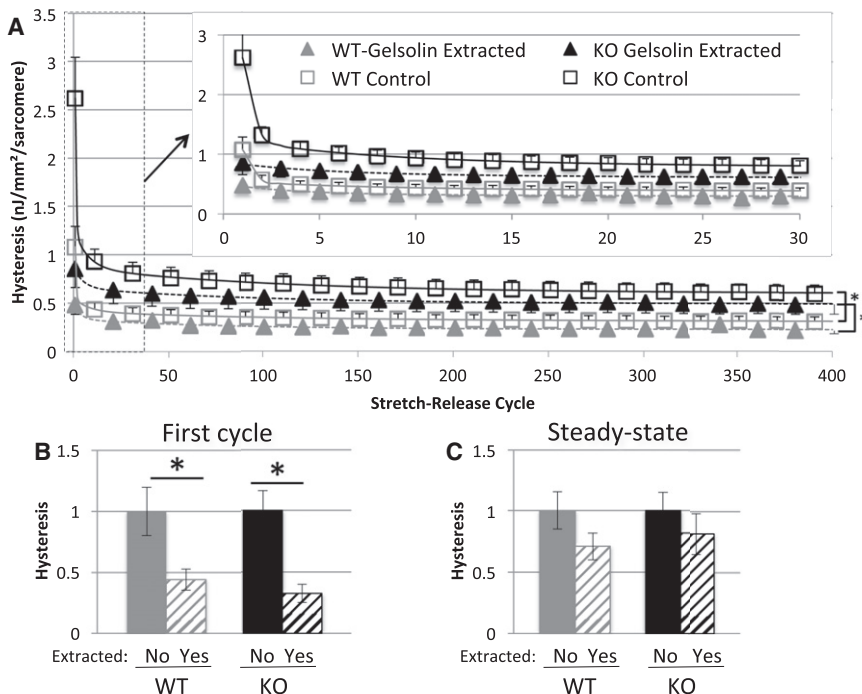 A
Hysteresis (nJ/mm²/sarcomere)
3.5
3
2.5
2
1.5
1
0.5
0
3
2
1
0
WT-Gelsolin Extracted
KO Gelsolin Extracted
WT Control
KO Control
0 5 10 15 20 25 30
*
*
0 50 100 150 200 250 300 350 400
Stretch-Release Cycle
B
First cycle
Hysteresis
1.5
1
0.5
0
*
*
Extracted: No Yes No Yes
WT KO
C
Steady-state
Hysteresis
1.5
1
0.5
0
Extracted: No Yes No Yes
WT KO